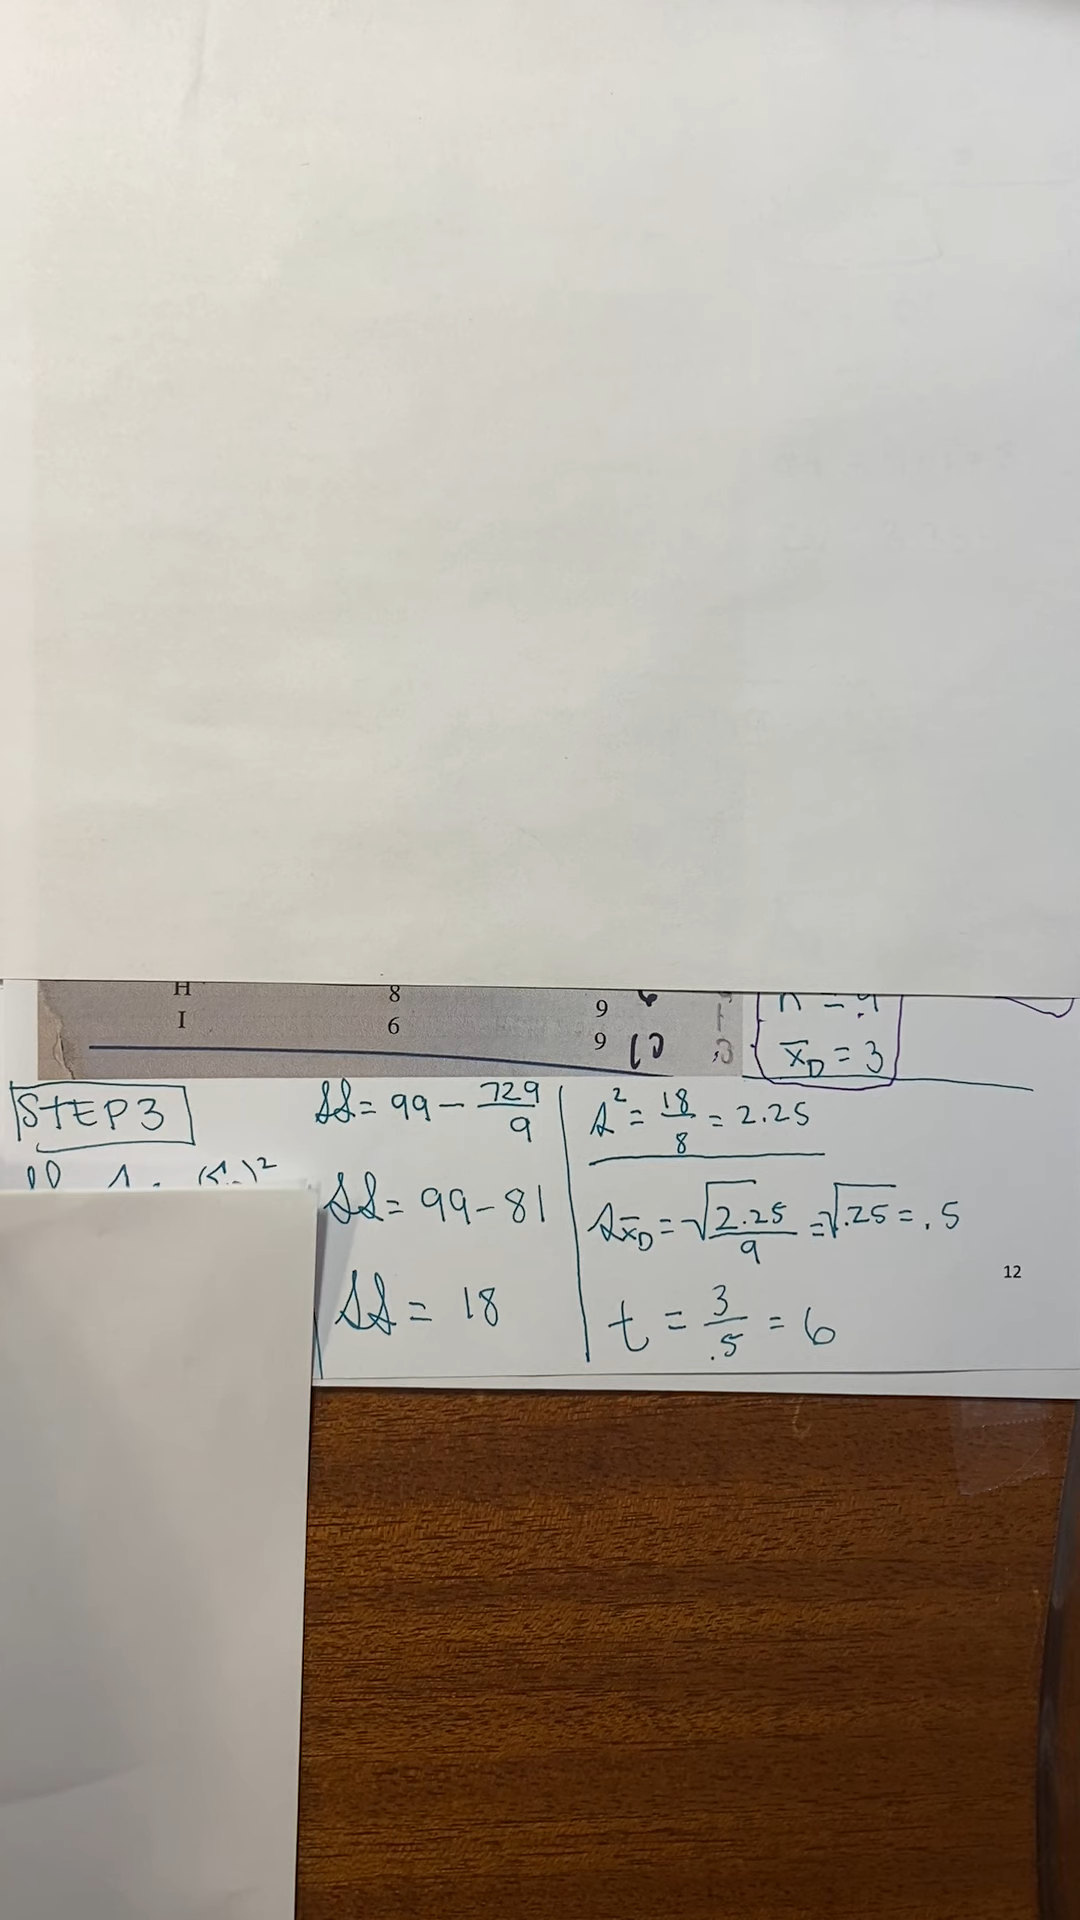 H 8
I 6 9
9
n = 9
x̄D = 3
STEP 3
SS = 99 - 729/9
SS = 99 - 81
SS = 18
s² = 18/8 = 2.25
sx̄D = √2.25/9 = √.25 = .5
t = 3/.5 = 6
12